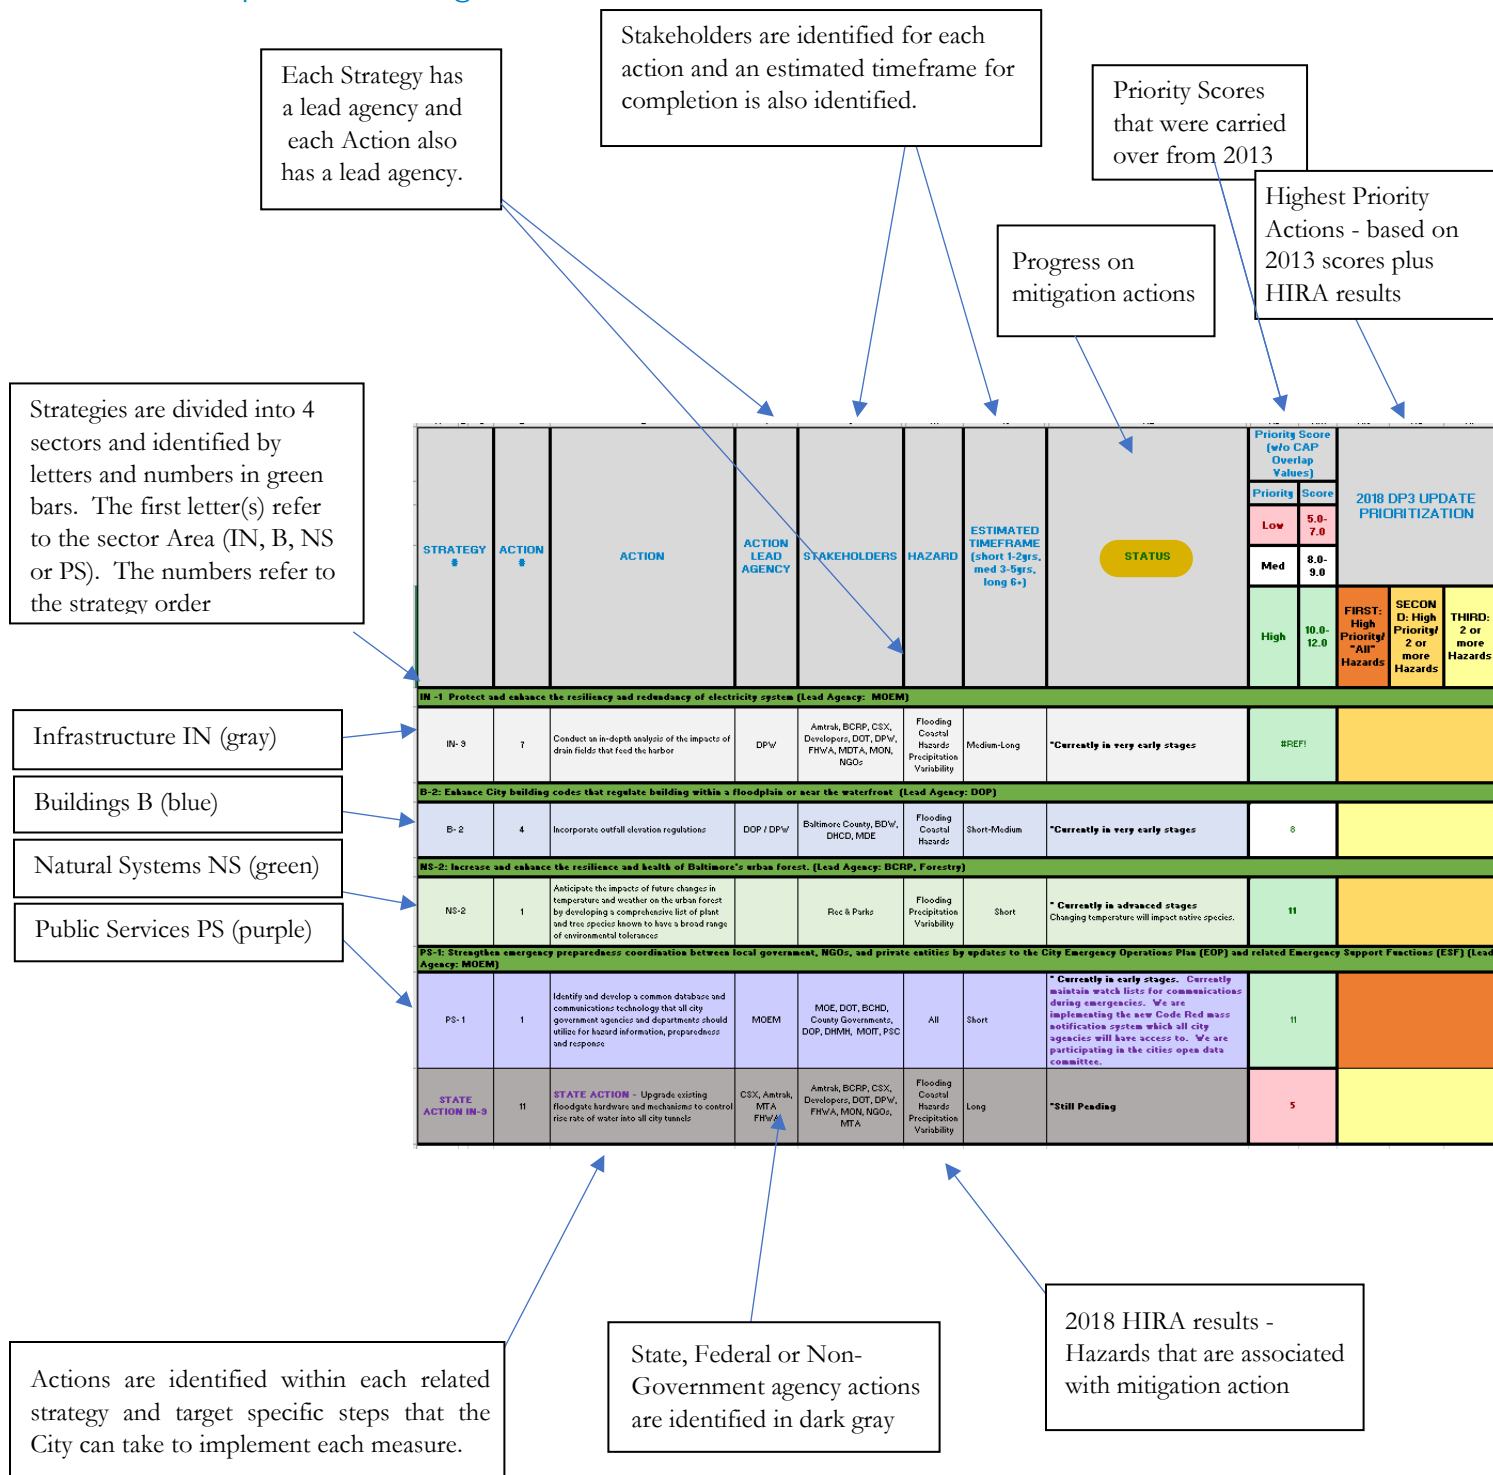 Stakeholders are identified for each
action and an estimated timeframe for
completion is also identified.
Each Strategy has
a lead agency and
each Action also
has a lead agency.
Priority Scores
that were carried
over from 2013
Highest Priority
Actions - based on
2013 scores plus
HIRA results
Progress on
mitigation actions
Strategies are divided into 4
sectors and identified by
letters and numbers in green
bars. The first letter(s) refer
to the sector Area (IN, B, NS
or PS). The numbers refer to
the strategy order
Infrastructure IN (gray)
Buildings B (blue)
Natural Systems NS (green)
Public Services PS (purple)
STRATEGY
#
ACTION
#
ACTION
ACTION
LEAD
AGENCY
STAKEHOLDERS
HAZARD
ESTIMATED
TIMEFRAME
(short 1-2yrs,
med 3-5yrs,
long 6+)
STATUS
Priority Score
(w/o CAP
Overlap
Values)
Priority Score
Low 5.0-
7.0
Med 8.0-
9.0
High 10.0-
12.0
2018 DP3 UPDATE
PRIORITIZATION
FIRST:
High
Priority/
"All"
Hazards
SECON
D: High
Priority/
2 or
more
Hazards
THIRD:
2 or
more
Hazards
IN -1 Protect and enhance the resiliency and redundancy of electricity system (Lead Agency: MOEM)
IN- 3
7
Conduct an in-depth analysis of the impacts of
drain fields that feed the harbor
DPW
Amtrak, BCRP, CSX,
Developers, DOT, DPW,
FHWA, MDTA, MON,
NGOs
Flooding
Coastal
Hazards
Precipitation
Variability
Medium-Long
*Currently in very early stages
#REF!
B-2: Enhance City building codes that regulate building within a floodplain or near the waterfront (Lead Agency: DOP)
B- 2
4
Incorporate outfall elevation regulations
DOP / DPW
Baltimore County, BDW,
DHCD, MDE
Flooding
Coastal
Hazards
Short-Medium
*Currently in very early stages
8
NS-2: Increase and enhance the resilience and health of Baltimore's urban forest. (Lead Agency: BCRP, Forestry)
NS-2
1
Anticipate the impacts of future changes in
temperature and weather on the urban forest
by developing a comprehensive list of plant
and tree species known to have a broad range
of environmental tolerances
Rec & Parks
Flooding
Precipitation
Variability
Short
* Currently in advanced stages
Changing temperature will impact native species.
11
PS-1: Strengthen emergency preparedness coordination between local government, NGOs, and private entities by updates to the City Emergency Operations Plan (EOP) and related Emergency Support Functions (ESF) (Lead
Agency: MOEM)
PS- 1
1
Identify and develop a common database and
communications technology that all city
government agencies and departments should
utilize for hazard information, preparedness
and response
MOEM
MOE, DOT, BCHD,
County Governments,
DOP, DHMH, MOIT, PSC
All
Short
* Currently in early stages. Currently
maintain watch lists for communications
during emergencies. We are
implementing the new Code Red mass
notification system which all city
agencies will have access to. We are
participating in the cities open data
committee.
11
STATE
ACTION IN-3
11
STATE ACTION - Upgrade existing
floodgate hardware and mechanisms to control
rise rate of water into all city tunnels
CSX, Amtrak,
MTA
FHWA
Amtrak, BCRP, CSX,
Developers, DOT, DPW,
FHWA, MON, NGOs,
MTA
Flooding
Coastal
Hazards
Precipitation
Variability
Long
*Still Pending
5
Actions are identified within each related
strategy and target specific steps that the
City can take to implement each measure.
State, Federal or Non-
Government agency actions
are identified in dark gray
2018 HIRA results -
Hazards that are associated
with mitigation action